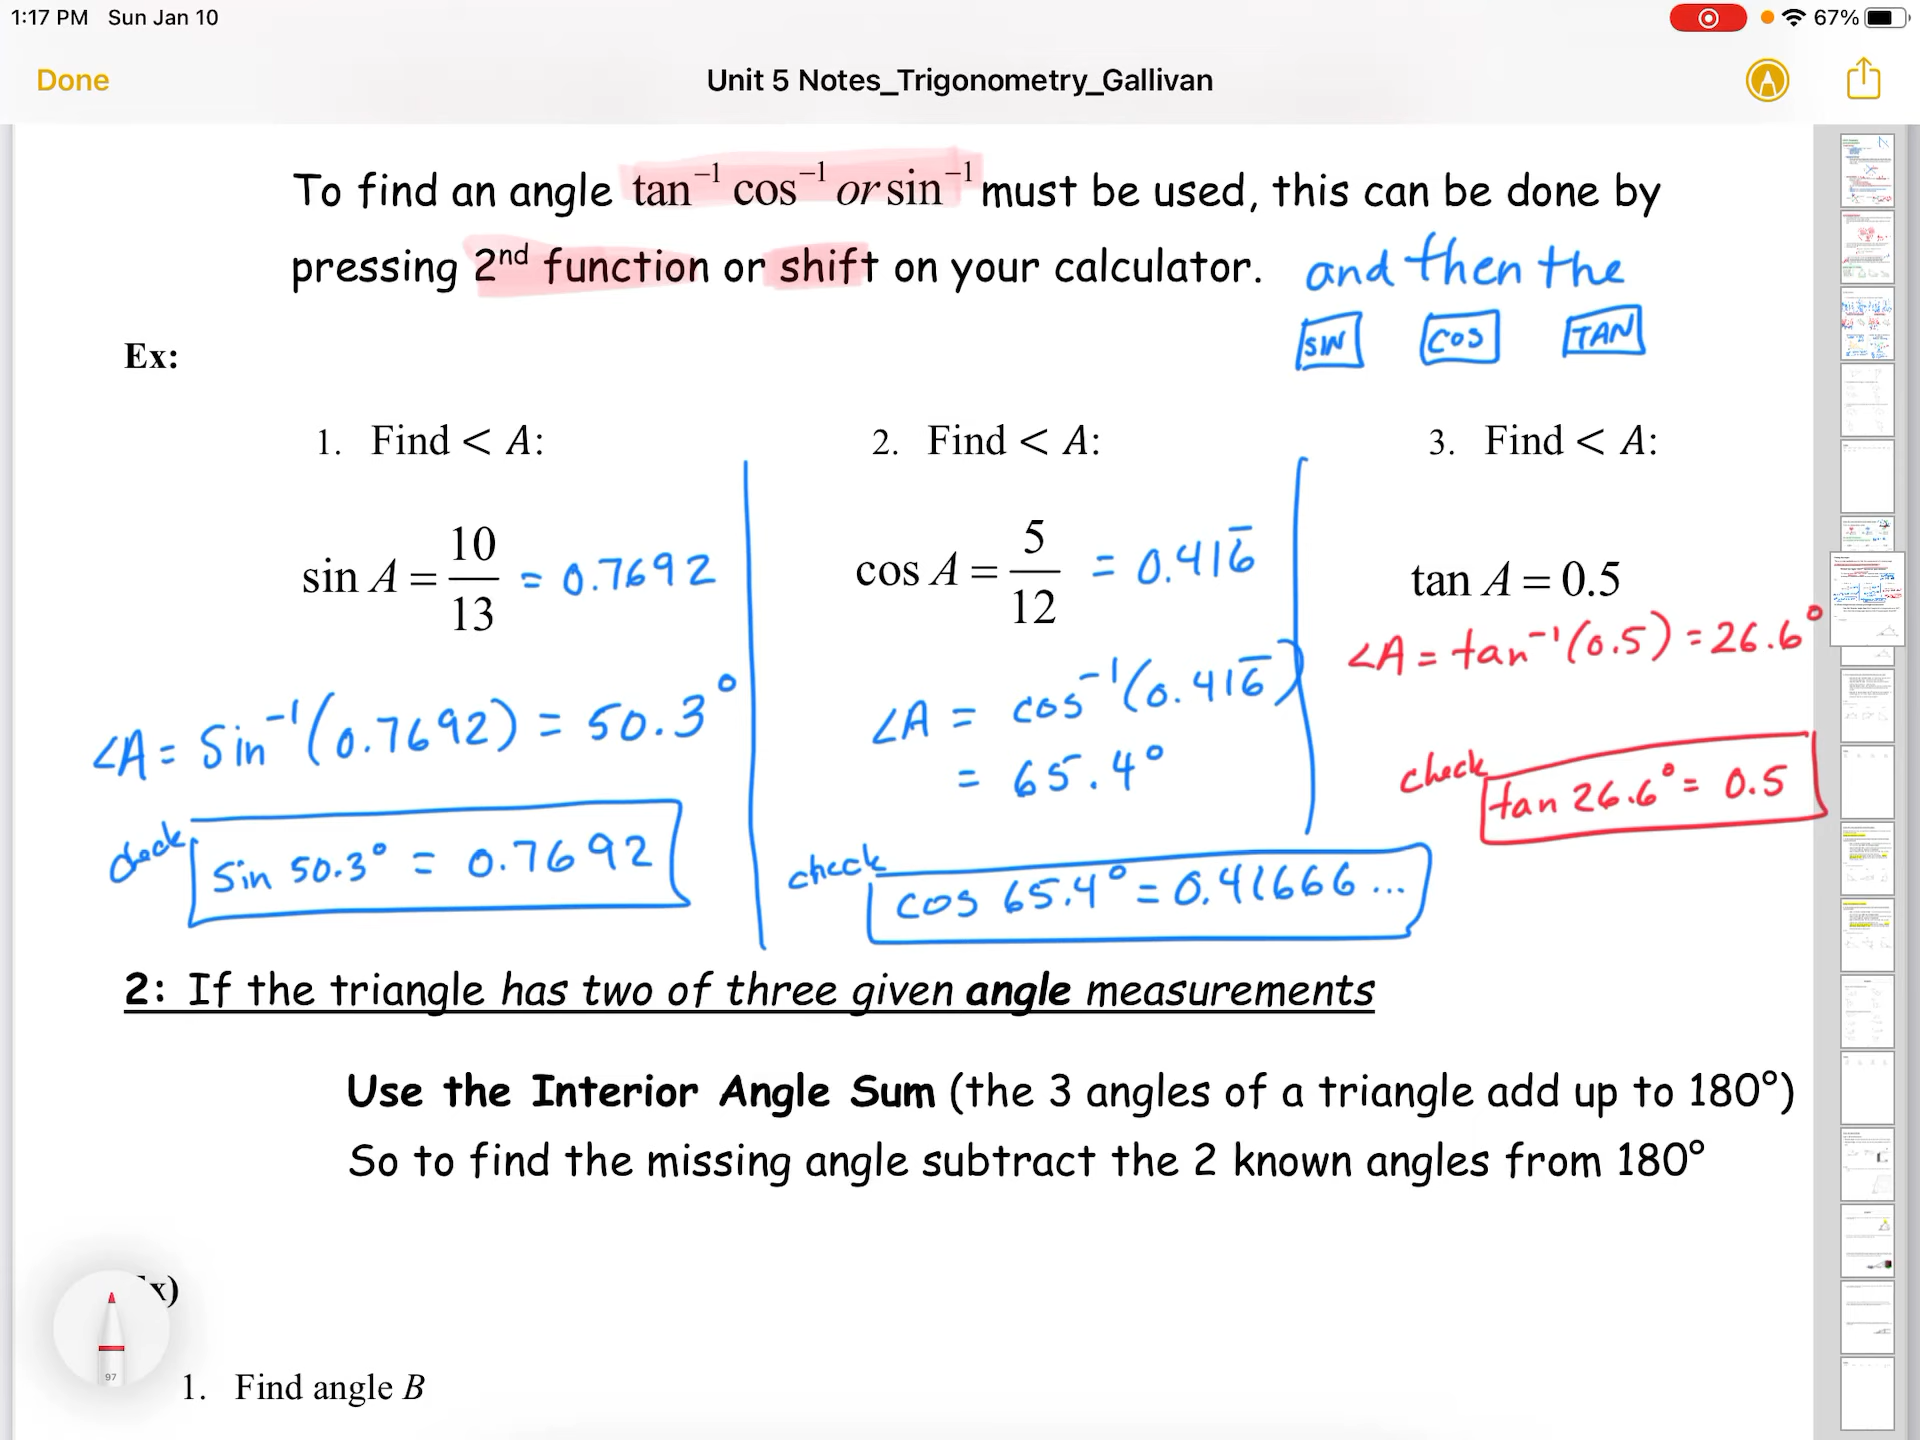 1:17 PM Sun Jan 10
67%
Done
Unit 5 Notes_Trigonometry_Gallivan
To find an angle tan⁻¹ cos⁻¹ or sin⁻¹ must be used, this can be done by
pressing 2nd function or shift on your calculator. and then the
SIN COS TAN
Ex:
1. Find < A:
sin A = 10/13 = 0.7692
∠A = Sin⁻¹(0.7692) = 50.3°
check
Sin 50.3° = 0.7692
2. Find < A:
cos A = 5/12 = 0.416̅
∠A = cos⁻¹(0.416̅)
= 65.4°
check
cos 65.4° = 0.41666...
3. Find < A:
tan A = 0.5
∠A = tan⁻¹(0.5) = 26.6°
check
tan 26.6° = 0.5
2: If the triangle has two of three given angle measurements
Use the Interior Angle Sum (the 3 angles of a triangle add up to 180°)
So to find the missing angle subtract the 2 known angles from 180°
x)
97
1. Find angle B